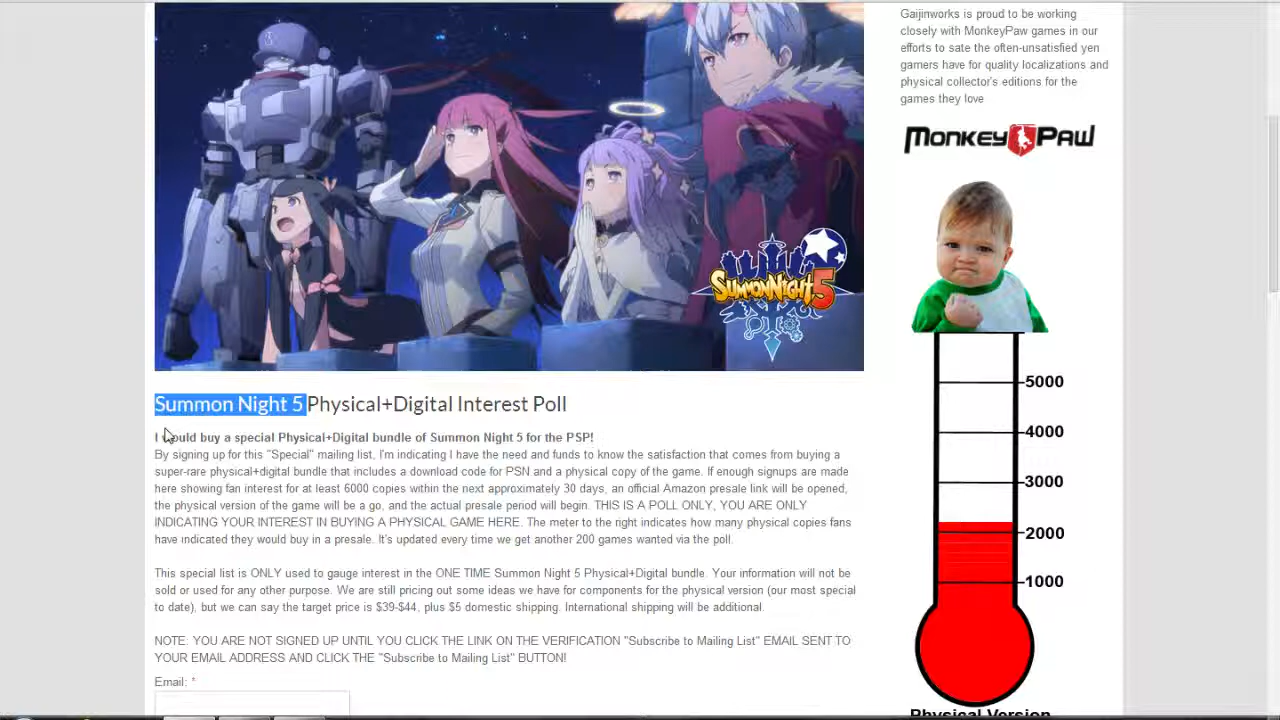 Gaijinworks is proud to be working
closely with MonkeyPaw games in our
efforts to sate the often-unsatisfied yen
gamers have for quality localizations and
physical collector's editions for the
games they love
MONKEY PAW
SUMMON NIGHT 5
5000
4000
3000
2000
1000
Physical Version
Summon Night 5 Physical+Digital Interest Poll
I would buy a special Physical+Digital bundle of Summon Night 5 for the PSP!
By signing up for this "Special" mailing list, I'm indicating I have the need and funds to know the satisfaction that comes from buying a
super-rare physical+digital bundle that includes a download code for PSN and a physical copy of the game. If enough signups are made
here showing fan interest for at least 6000 copies within the next approximately 30 days, an official Amazon presale link will be opened,
the physical version of the game will be a go, and the actual presale period will begin. THIS IS A POLL ONLY, YOU ARE ONLY
INDICATING YOUR INTEREST IN BUYING A PHYSICAL GAME HERE. The meter to the right indicates how many physical copies fans
have indicated they would buy in a presale. It's updated every time we get another 200 games wanted via the poll.
This special list is ONLY used to gauge interest in the ONE TIME Summon Night 5 Physical+Digital bundle. Your information will not be
sold or used for any other purpose. We are still pricing out some ideas we have for components for the physical version (our most special
to date), but we can say the target price is $39-$44, plus $5 domestic shipping. International shipping will be additional.
NOTE: YOU ARE NOT SIGNED UP UNTIL YOU CLICK THE LINK ON THE VERIFICATION "Subscribe to Mailing List" EMAIL SENT TO
YOUR EMAIL ADDRESS AND CLICK THE "Subscribe to Mailing List" BUTTON!
Email: *